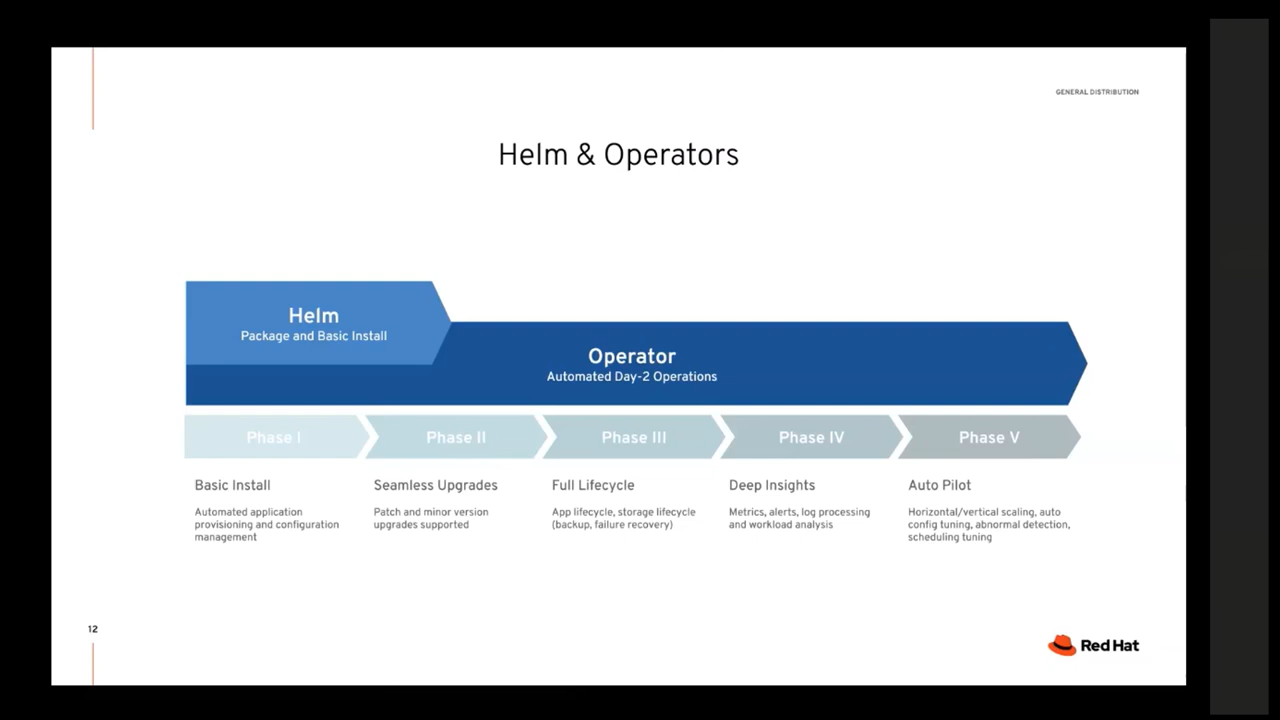 GENERAL DISTRIBUTION
Helm & Operators
Helm
Package and Basic Install
Operator
Automated Day-2 Operations
Phase I
Phase II
Phase III
Phase IV
Phase V
Basic Install
Automated application
provisioning and configuration
management
Seamless Upgrades
Patch and minor version
upgrades supported
Full Lifecycle
App lifecycle, storage lifecycle
(backup, failure recovery)
Deep Insights
Metrics, alerts, log processing
and workload analysis
Auto Pilot
Horizontal/vertical scaling, auto
config tuning, abnormal detection,
scheduling tuning
12
Red Hat